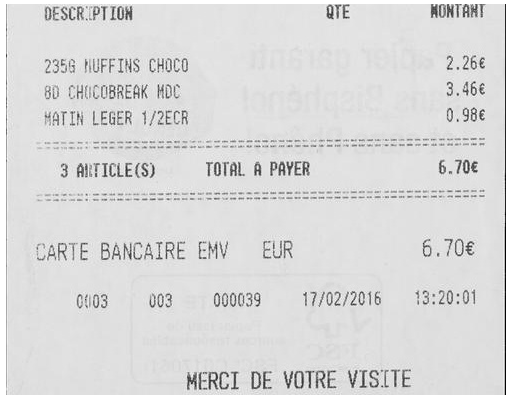 DESCRIPTION QTE MONTANT
235G MUFFINS CHOCO 2.26€
8D CHOCOBREAK MDC 3.46€
MATIN LEGER 1/2ECR 0.98€
3 ARTICLE(S) TOTAL A PAYER 6.70€
CARTE BANCAIRE EMV EUR 6.70€
0003 003 000039 17/02/2016 13:20:01
MERCI DE VOTRE VISITE